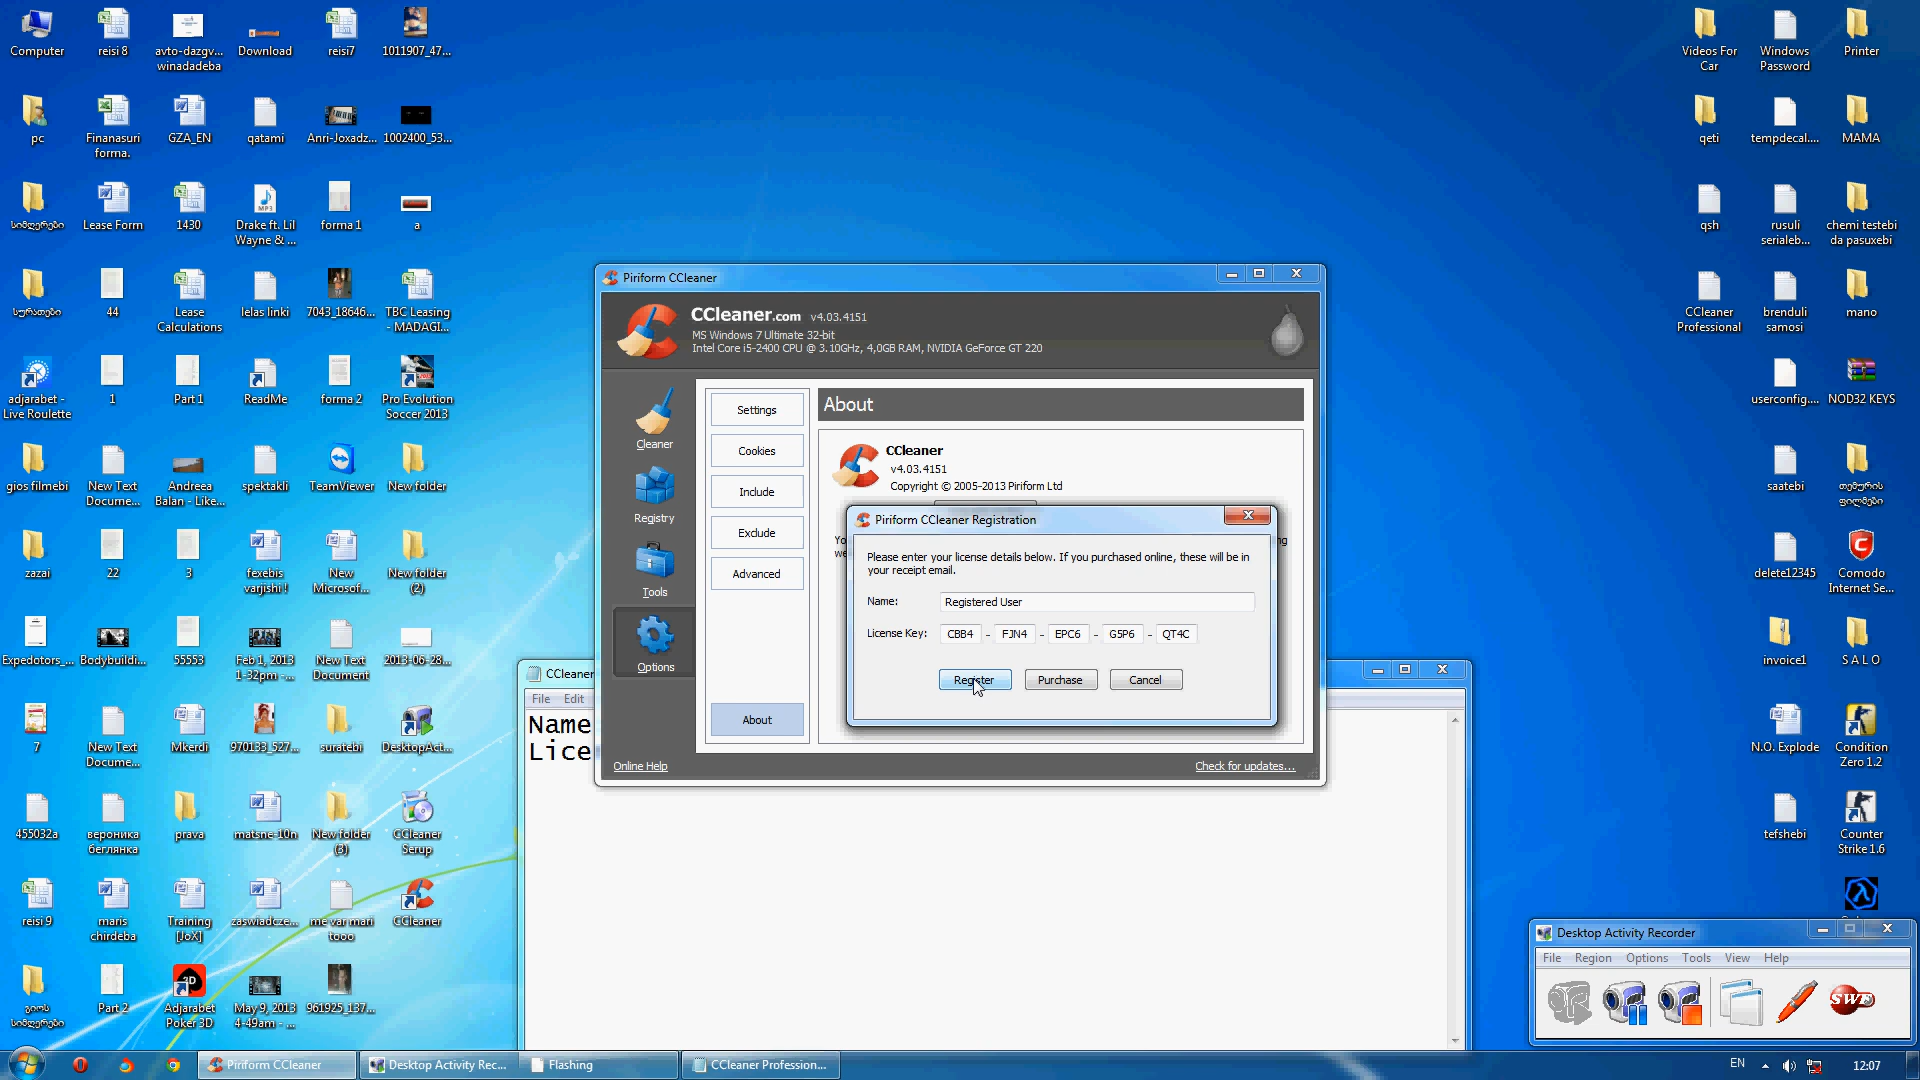 Computer
reisi 8
avto-dazgv...
winadadeba
Download
reisi7
1011907_47...
Videos For
Car
Windows
Password
Printer
pc
Finanasuri
forma.
GZA_EN
qatami
Anri-Joxadz...
1002400_53...
qeti
tempdecal....
MAMA
სიმღერები
Lease Form
1430
Drake ft. Lil
Wayne & ...
forma 1
a
qsh
rusuli
serialeb...
chemi testebi
da pasuxebi
სურათები
44
Lease
Calculations
lelas linki
7043_18646...
TBC Leasing
- MADAGI...
CCleaner
Professional
brenduli
samosi
mano
adjarabet -
Live Roulette
1
Part 1
ReadMe
forma 2
Pro Evolution
Soccer 2013
userconfig....
NOD32 KEYS
gios filmebi
New Text
Docume...
Andreea
Balan - Like...
spektakli
TeamViewer
New folder
saatebi
თემურის
ფილმები
zazai
22
3
fexebis
varjishi !
New
Microsof...
New folder
(2)
delete12345
Comodo
Internet Se...
Expedotors_...
Bodybuildi...
55553
Feb 1, 2013
1-32pm -...
New Text
Document
2013-06-28...
invoice1
S A L O
7
New Text
Docume...
Mkerdi
970133_527...
suratebi
DesktopAct...
N.O. Explode
Condition
Zero 1.2
455032a
вероника
беглянка
prava
matsne-10n
New folder
(3)
CCleaner
Serup
tefshebi
Counter
Strike 1.6
reisi 9
maris
chirdeba
Training
[JoX]
zaswiadcze...
me var mari
tooo
CCleaner
გიოს
სიმღერები
Part 2
Adjarabet
Poker 3D
May 9, 2013
4-49am - ...
961925_137...
Piriform CCleaner
CCleaner.com v4.03.4151
MS Windows 7 Ultimate 32-bit
Intel Core i5-2400 CPU @ 3.10GHz, 4,0GB RAM, NVIDIA GeForce GT 220
Cleaner
Registry
Tools
Options
Settings
Cookies
Include
Exclude
Advanced
About
About
CCleaner
v4.03.4151
Copyright © 2005-2013 Piriform Ltd
Piriform CCleaner Registration
Please enter your license details below. If you purchased online, these will be in
your receipt email.
Name: Registered User
License Key: CBB4 - FJN4 - EPC6 - G5P6 - QT4C
Register
Purchase
Cancel
Online Help
Check for updates...
CCleaner
File Edit
Name
Lice
Desktop Activity Recorder
File Region Options Tools View Help
SWF
Piriform CCleaner
Desktop Activity Rec...
Flashing
CCleaner Profession...
EN
12:07